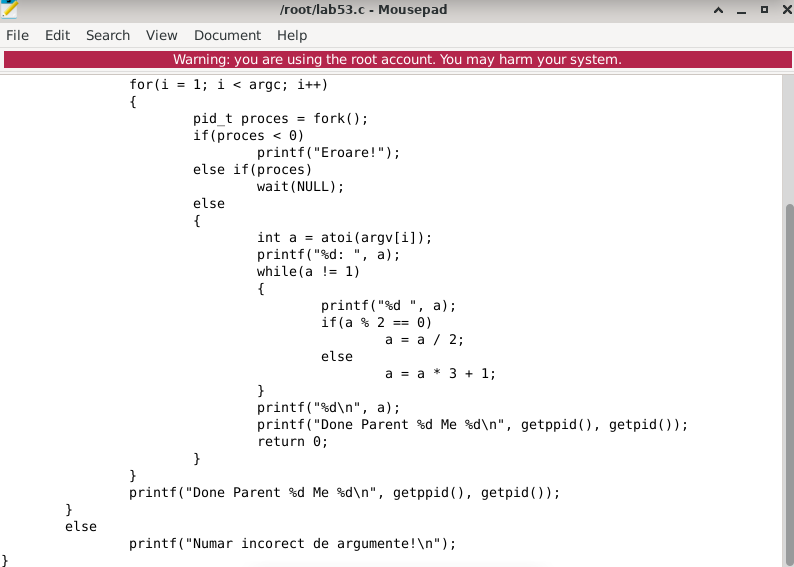 /root/lab53.c - Mousepad
File Edit Search View Document Help
Warning: you are using the root account. You may harm your system.
for(i = 1; i < argc; i++)
{
pid_t proces = fork();
if(proces < 0)
printf("Eroare!");
else if(proces)
wait(NULL);
else
{
int a = atoi(argv[i]);
printf("%d: ", a);
while(a != 1)
{
printf("%d ", a);
if(a % 2 == 0)
a = a / 2;
else
a = a * 3 + 1;
}
printf("%d\n", a);
printf("Done Parent %d Me %d\n", getppid(), getpid());
return 0;
}
}
printf("Done Parent %d Me %d\n", getppid(), getpid());
}
else
printf("Numar incorect de argumente!\n");
}